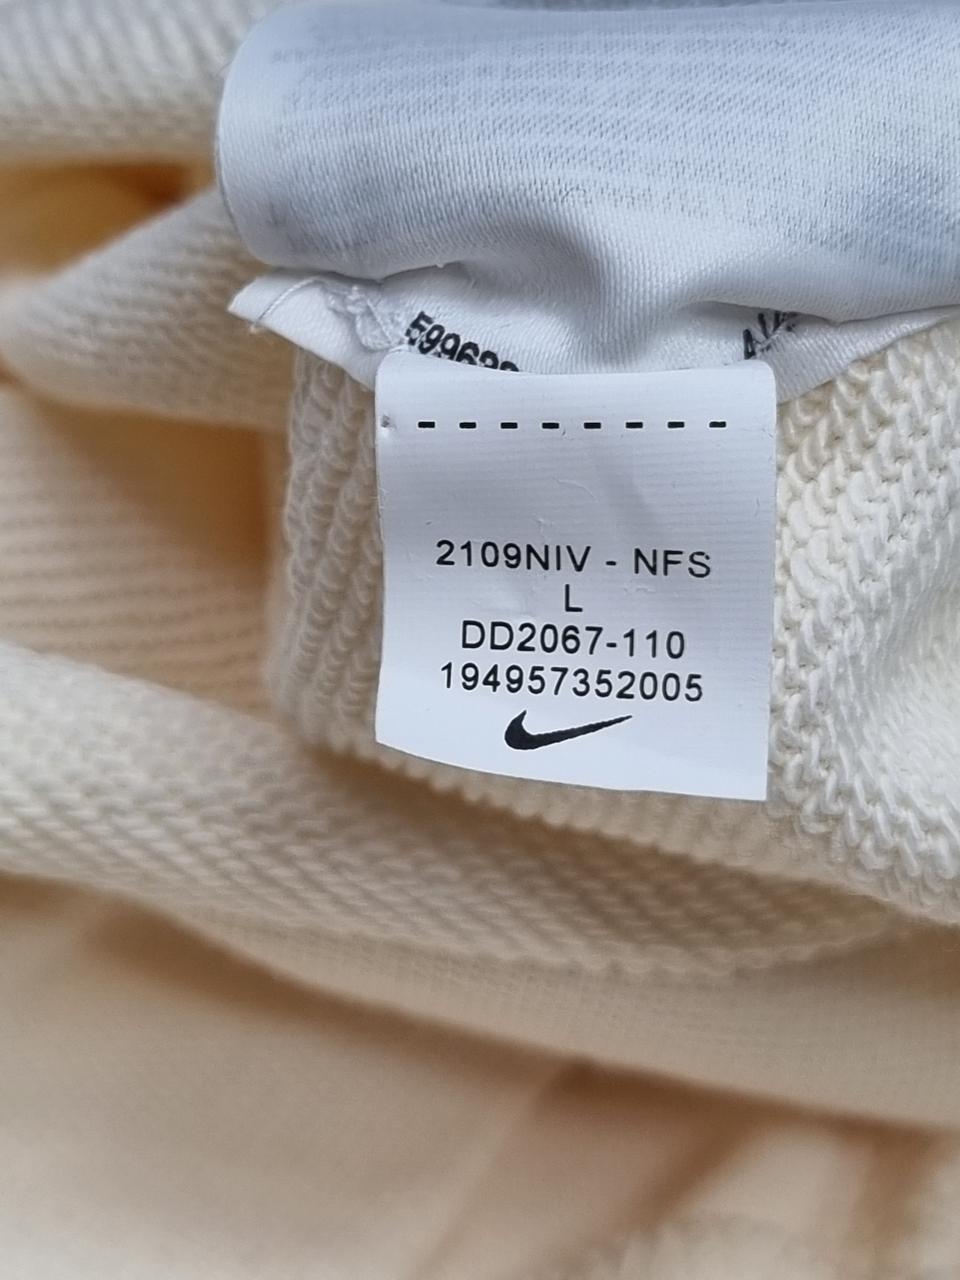 2109NIV - NFS
L
DD2067-110
194957352005